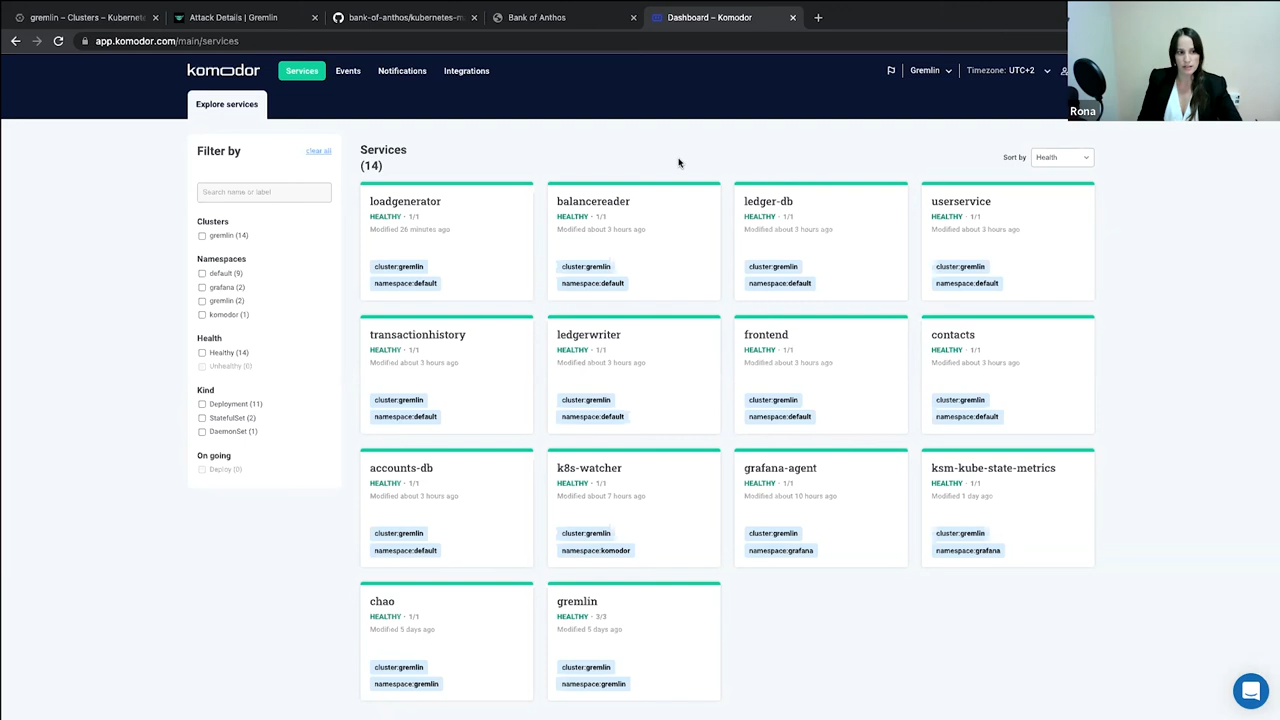 gremlin – Clusters – Kubernete
Attack Details | Gremlin
bank-of-anthos/kubernetes-m
Bank of Anthos
Dashboard – Komodor
app.komodor.com/main/services
komodor
Services
Events
Notifications
Integrations
Gremlin
Timezone: UTC+2
Rona
Explore services
Filter by
clear all
Search name or label
Clusters
gremlin (14)
Namespaces
default (9)
grafana (2)
gremlin (2)
komodor (1)
Health
Healthy (14)
Unhealthy (0)
Kind
Deployment (11)
StatefulSet (2)
DaemonSet (1)
On going
Deploy (0)
Services
(14)
Sort by
Health
loadgenerator
HEALTHY · 1/1
Modified 26 minutes ago
cluster:gremlin
namespace:default
balancereader
HEALTHY · 1/1
Modified about 3 hours ago
cluster:gremlin
namespace:default
ledger-db
HEALTHY · 1/1
Modified about 3 hours ago
cluster:gremlin
namespace:default
userservice
HEALTHY · 1/1
Modified about 3 hours ago
cluster:gremlin
namespace:default
transactionhistory
HEALTHY · 1/1
Modified about 3 hours ago
cluster:gremlin
namespace:default
ledgerwriter
HEALTHY · 1/1
Modified about 3 hours ago
cluster:gremlin
namespace:default
frontend
HEALTHY · 1/1
Modified about 3 hours ago
cluster:gremlin
namespace:default
contacts
HEALTHY · 1/1
Modified about 3 hours ago
cluster:gremlin
namespace:default
accounts-db
HEALTHY · 1/1
Modified about 3 hours ago
cluster:gremlin
namespace:default
k8s-watcher
HEALTHY · 1/1
Modified about 7 hours ago
cluster:gremlin
namespace:komodor
grafana-agent
HEALTHY · 1/1
Modified about 10 hours ago
cluster:gremlin
namespace:grafana
ksm-kube-state-metrics
HEALTHY · 1/1
Modified 1 day ago
cluster:gremlin
namespace:grafana
chao
HEALTHY · 1/1
Modified 5 days ago
cluster:gremlin
namespace:gremlin
gremlin
HEALTHY · 3/3
Modified 5 days ago
cluster:gremlin
namespace:gremlin